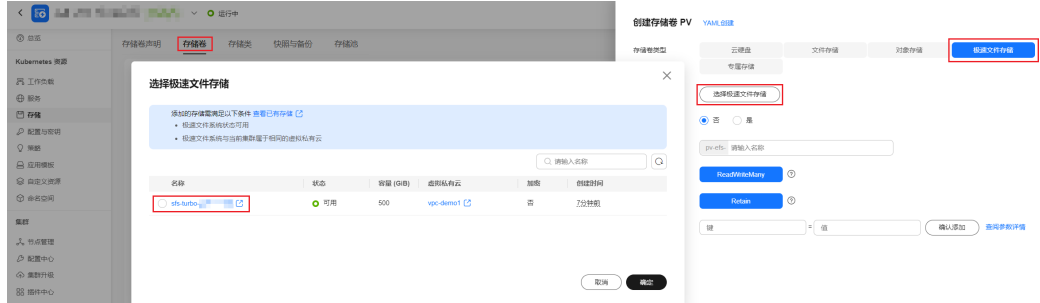 运行中
总览
Kubernetes 资源
工作负载
服务
存储
配置与密钥
策略
应用模板
自定义资源
命名空间
集群
节点管理
配置中心
集群升级
插件中心
存储卷声明 存储卷 存储类 快照与备份 存储池
选择极速文件存储
添加的存储需满足以下条件 查看已有存储
• 极速文件系统状态可用
• 极速文件系统与当前集群属于相同的虚拟私有云
请输入名称
名称 状态 容量 (GiB) 虚拟私有云 加密 创建时间
sfs-turbo- 可用 500 vpc-demo1 否 7分钟前
取消 确定
创建存储卷 PV YAML创建
存储卷类型 云硬盘 文件存储 对象存储 极速文件存储
专属存储
选择极速文件存储
否 是
pv-efs- 请输入名称
ReadWriteMany
Retain
键 = 值 确认添加 查阅参数详情